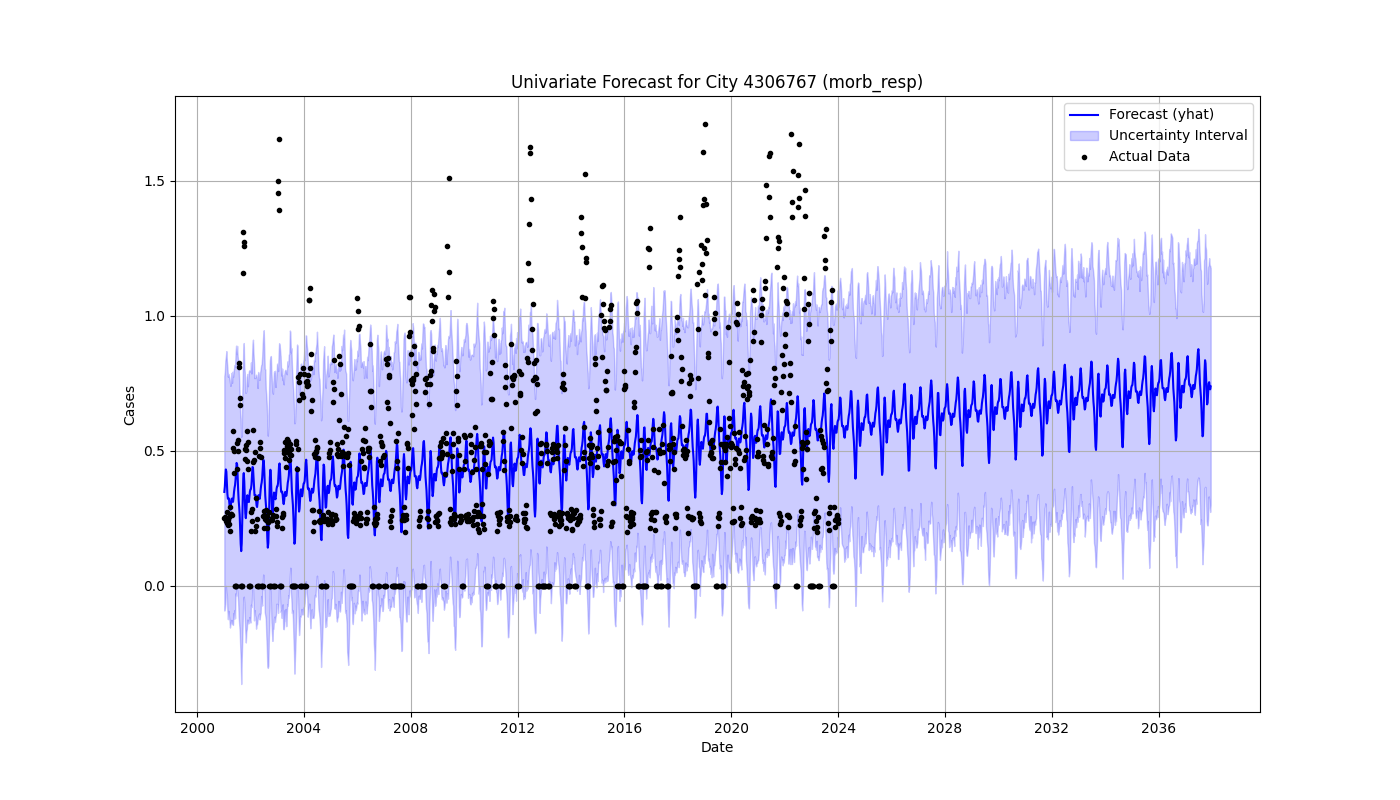 Univariate Forecast for City 4306767 (morb_resp)
Forecast (yhat)
Uncertainty Interval
Actual Data
Cases
1.5
1.0
0.5
0.0
2000 2004 2008 2012 2016 2020 2024 2028 2032 2036
Date